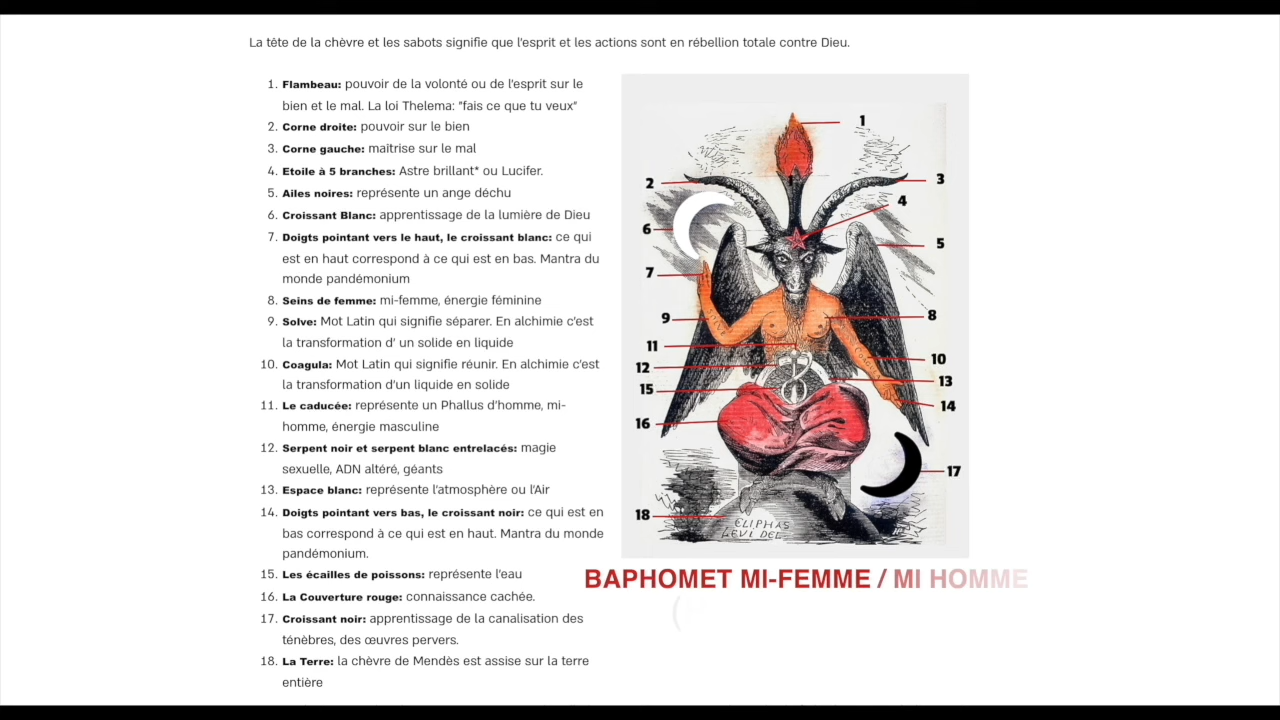 La tête de la chèvre et les sabots signifie que l'esprit et les actions sont en rébellion totale contre Dieu.
1. Flambeau: pouvoir de la volonté ou de l'esprit sur le
bien et le mal. La loi Thelema: "fais ce que tu veux"
2. Corne droite: pouvoir sur le bien
3. Corne gauche: maîtrise sur le mal
4. Etoile à 5 branches: Astre brillant* ou Lucifer.
5. Ailes noires: représente un ange déchu
6. Croissant Blanc: apprentissage de la lumière de Dieu
7. Doigts pointant vers le haut, le croissant blanc: ce qui
est en haut correspond à ce qui est en bas. Mantra du
monde pandémonium
8. Seins de femme: mi-femme, énergie féminine
9. Solve: Mot Latin qui signifie séparer. En alchimie c'est
la transformation d' un solide en liquide
10. Coagula: Mot Latin qui signifie réunir. En alchimie c'est
la transformation d'un liquide en solide
11. Le caducée: représente un Phallus d'homme, mi-
homme, énergie masculine
12. Serpent noir et serpent blanc entrelacés: magie
sexuelle, ADN altéré, géants
13. Espace blanc: représente l'atmosphère ou l'Air
14. Doigts pointant vers bas, le croissant noir: ce qui est en
bas correspond à ce qui est en haut. Mantra du monde
pandémonium.
15. Les écailles de poissons: représente l'eau
16. La Couverture rouge: connaissance cachée.
17. Croissant noir: apprentissage de la canalisation des
ténèbres, des œuvres pervers.
18. La Terre: la chèvre de Mendès est assise sur la terre
entière
1
2
3
4
6
5
7
9
8
11
10
12
13
15
14
16
17
18
ELIPHAS
LEVI DEL
BAPHOMET MI-FEMME / MI HOMME
(